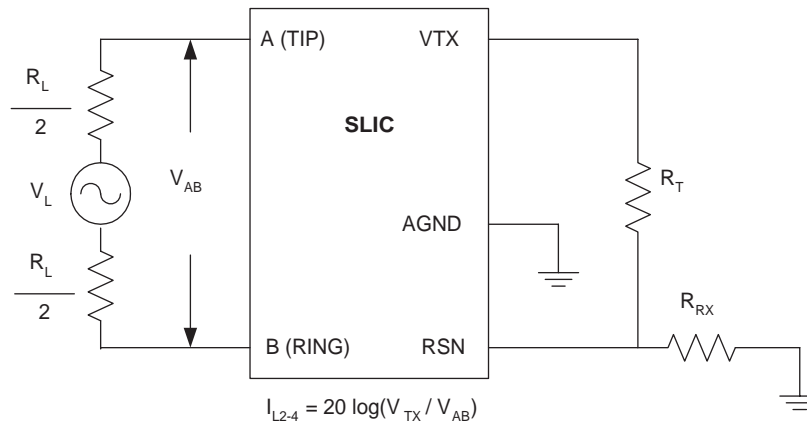 A (TIP)
VTX
R_L
2
SLIC
V_L
V_AB
R_T
AGND
R_L
2
R_RX
B (RING)
RSN
I_L2-4 = 20 log(V_TX / V_AB)